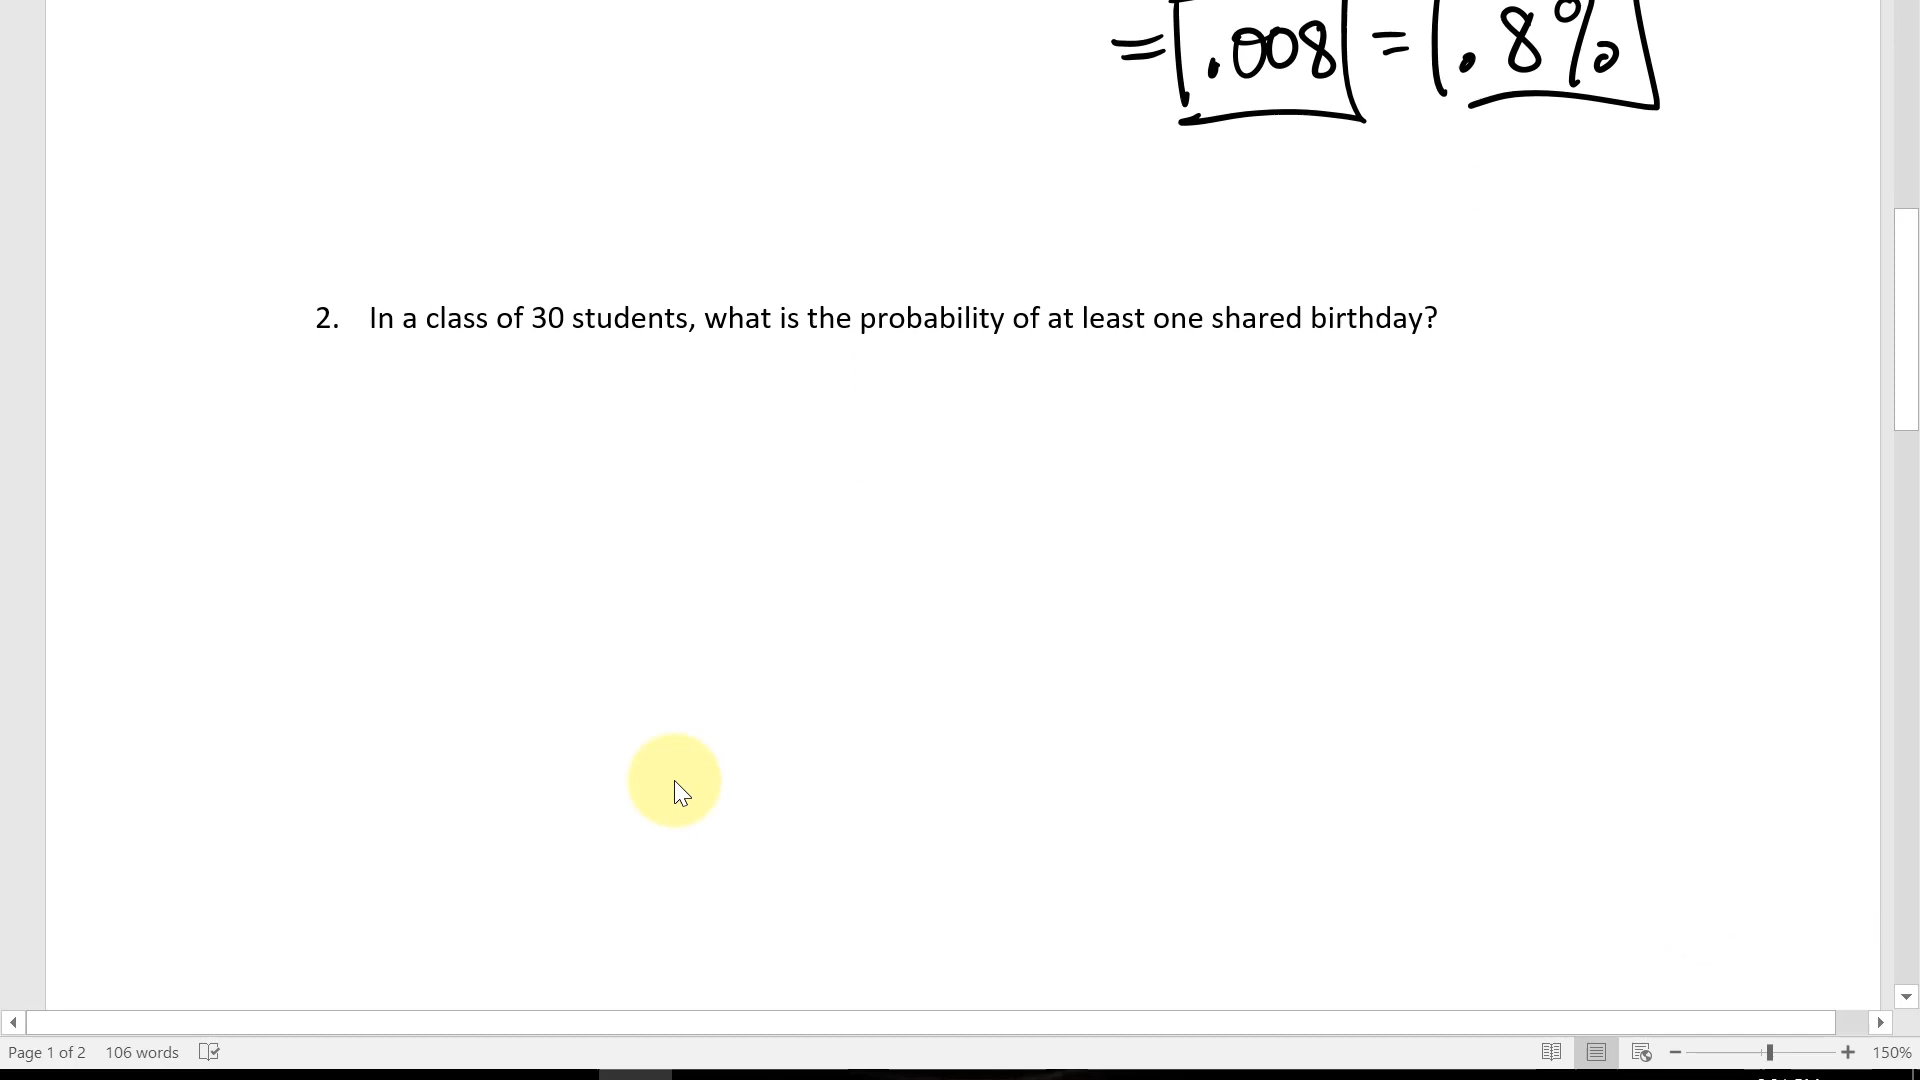 = .008 = .8%
2. In a class of 30 students, what is the probability of at least one shared birthday?
Page 1 of 2 106 words 150%